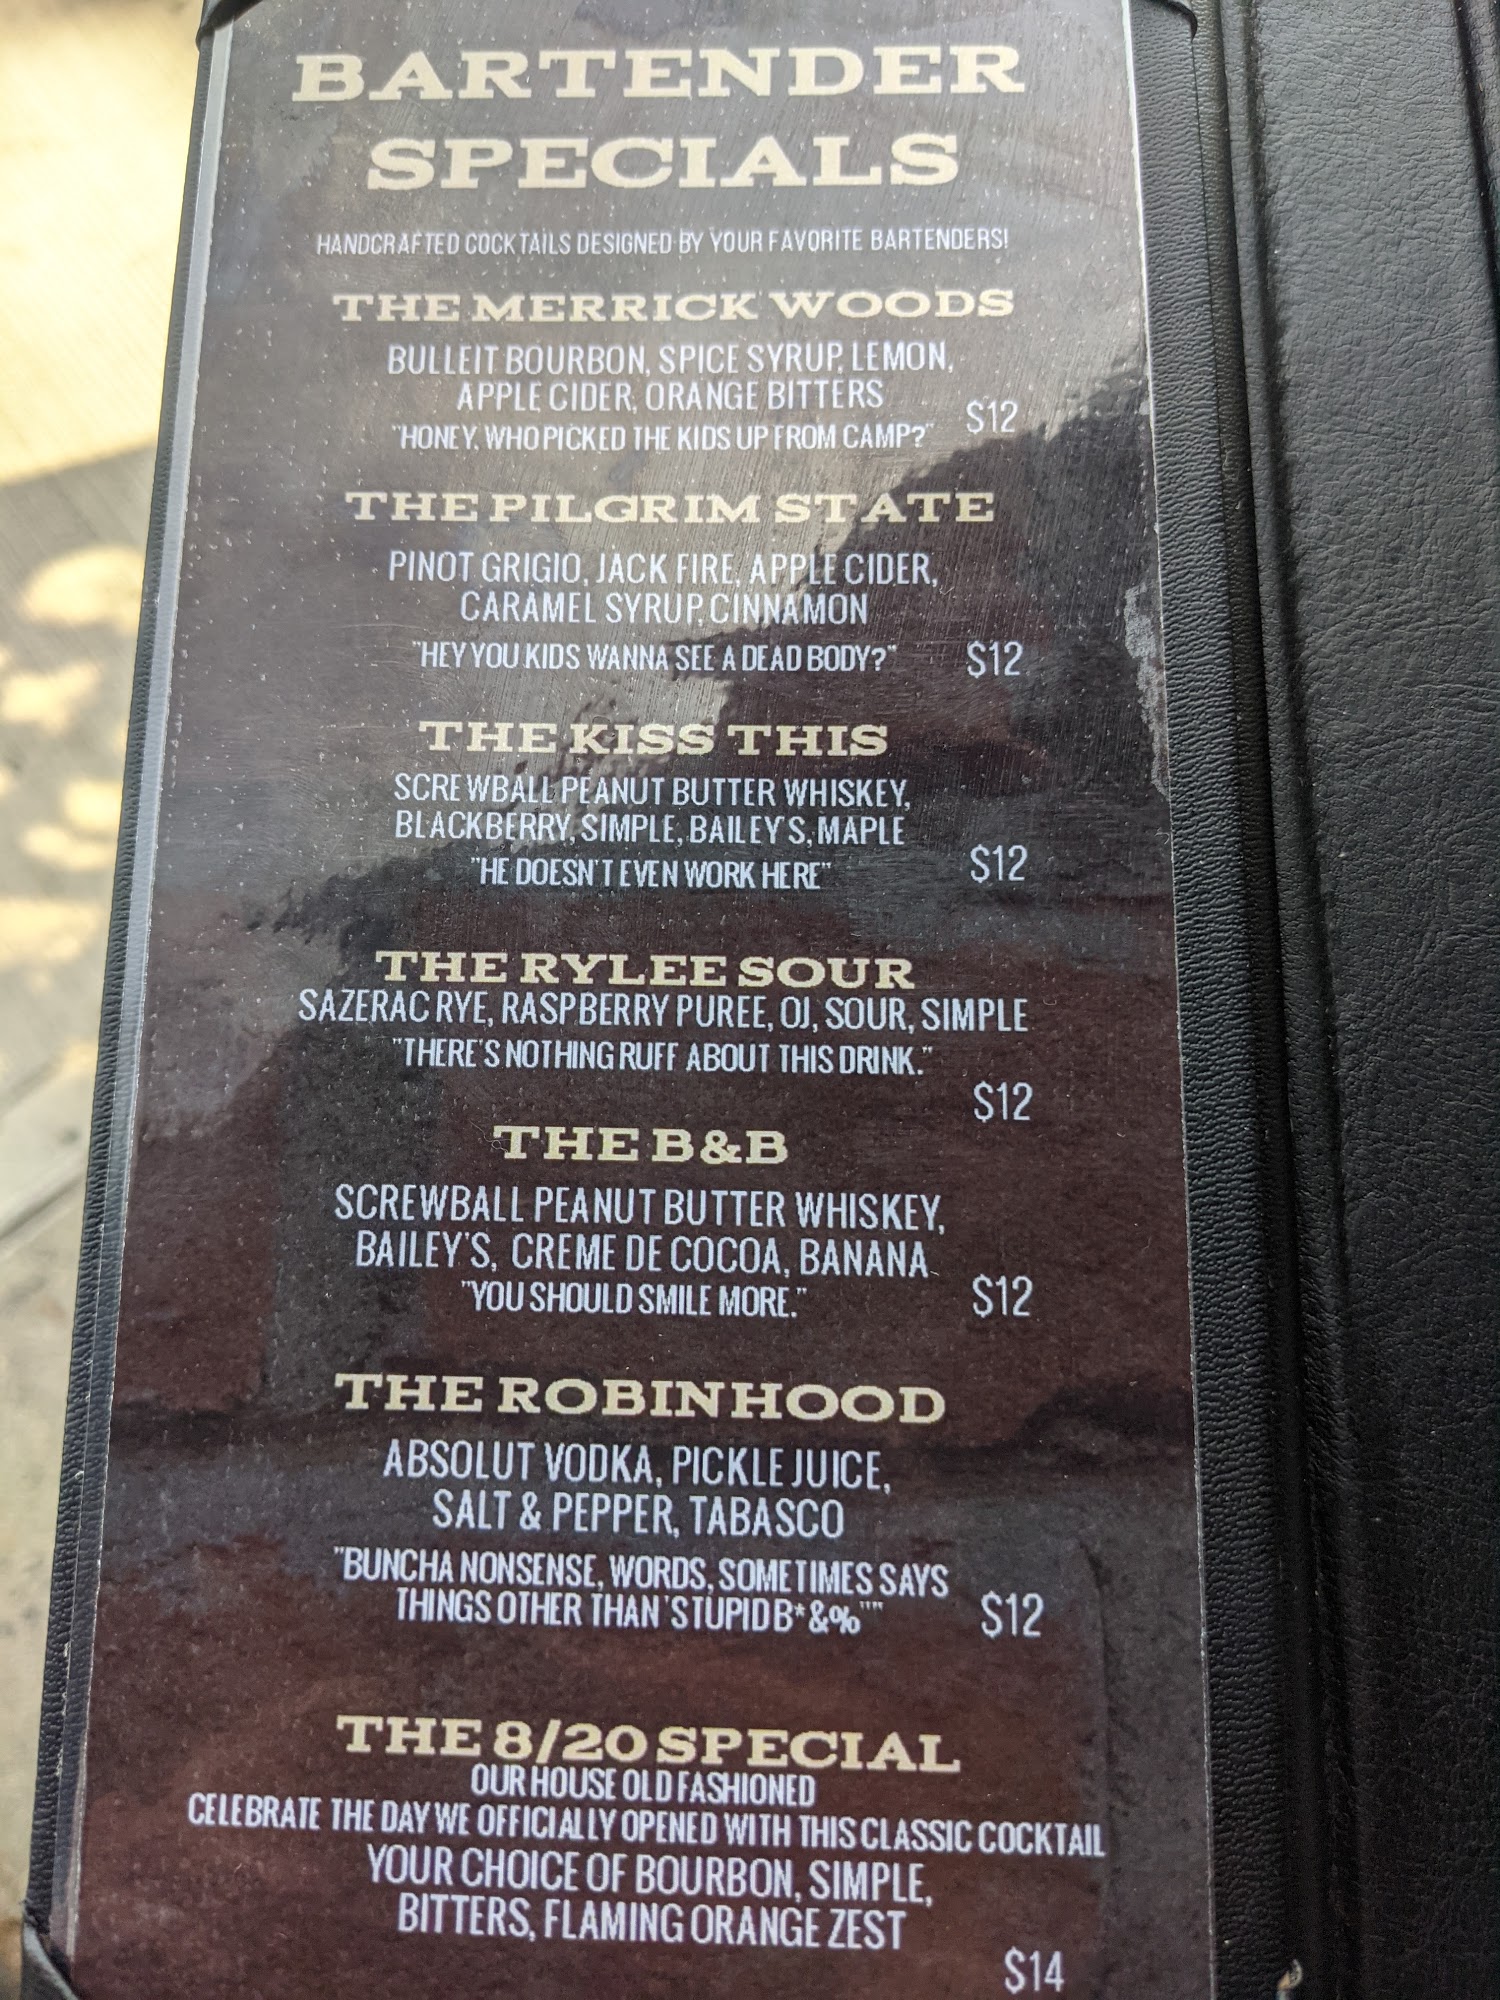 BARTENDER
SPECIALS
HANDCRAFTED COCKTAILS DESIGNED BY YOUR FAVORITE BARTENDERS!
THE MERRICK WOODS
BULLEIT BOURBON, SPICE SYRUP, LEMON,
APPLE CIDER, ORANGE BITTERS
"HONEY, WHO PICKED THE KIDS UP FROM CAMP?" $12
THE PILGRIM STATE
PINOT GRIGIO, JACK FIRE, APPLE CIDER,
CARAMEL SYRUP, CINNAMON
"HEY YOU KIDS WANNA SEE A DEAD BODY?" $12
THE KISS THIS
SCREWBALL PEANUT BUTTER WHISKEY,
BLACKBERRY, SIMPLE, BAILEY'S, MAPLE
"HE DOESN'T EVEN WORK HERE" $12
THE RYLEE SOUR
SAZERAC RYE, RASPBERRY PUREE, OJ, SOUR, SIMPLE
"THERE'S NOTHING RUFF ABOUT THIS DRINK."
$12
THE B&B
SCREWBALL PEANUT BUTTER WHISKEY,
BAILEY'S, CREME DE COCOA, BANANA
"YOU SHOULD SMILE MORE." $12
THE ROBINHOOD
ABSOLUT VODKA, PICKLE JUICE,
SALT & PEPPER, TABASCO
"BUNCHA NONSENSE, WORDS, SOMETIMES SAYS
THINGS OTHER THAN 'STUPID B*&%'"" $12
THE 8/20 SPECIAL
OUR HOUSE OLD FASHIONED
CELEBRATE THE DAY WE OFFICIALLY OPENED WITH THIS CLASSIC COCKTAIL
YOUR CHOICE OF BOURBON, SIMPLE,
BITTERS, FLAMING ORANGE ZEST
$14